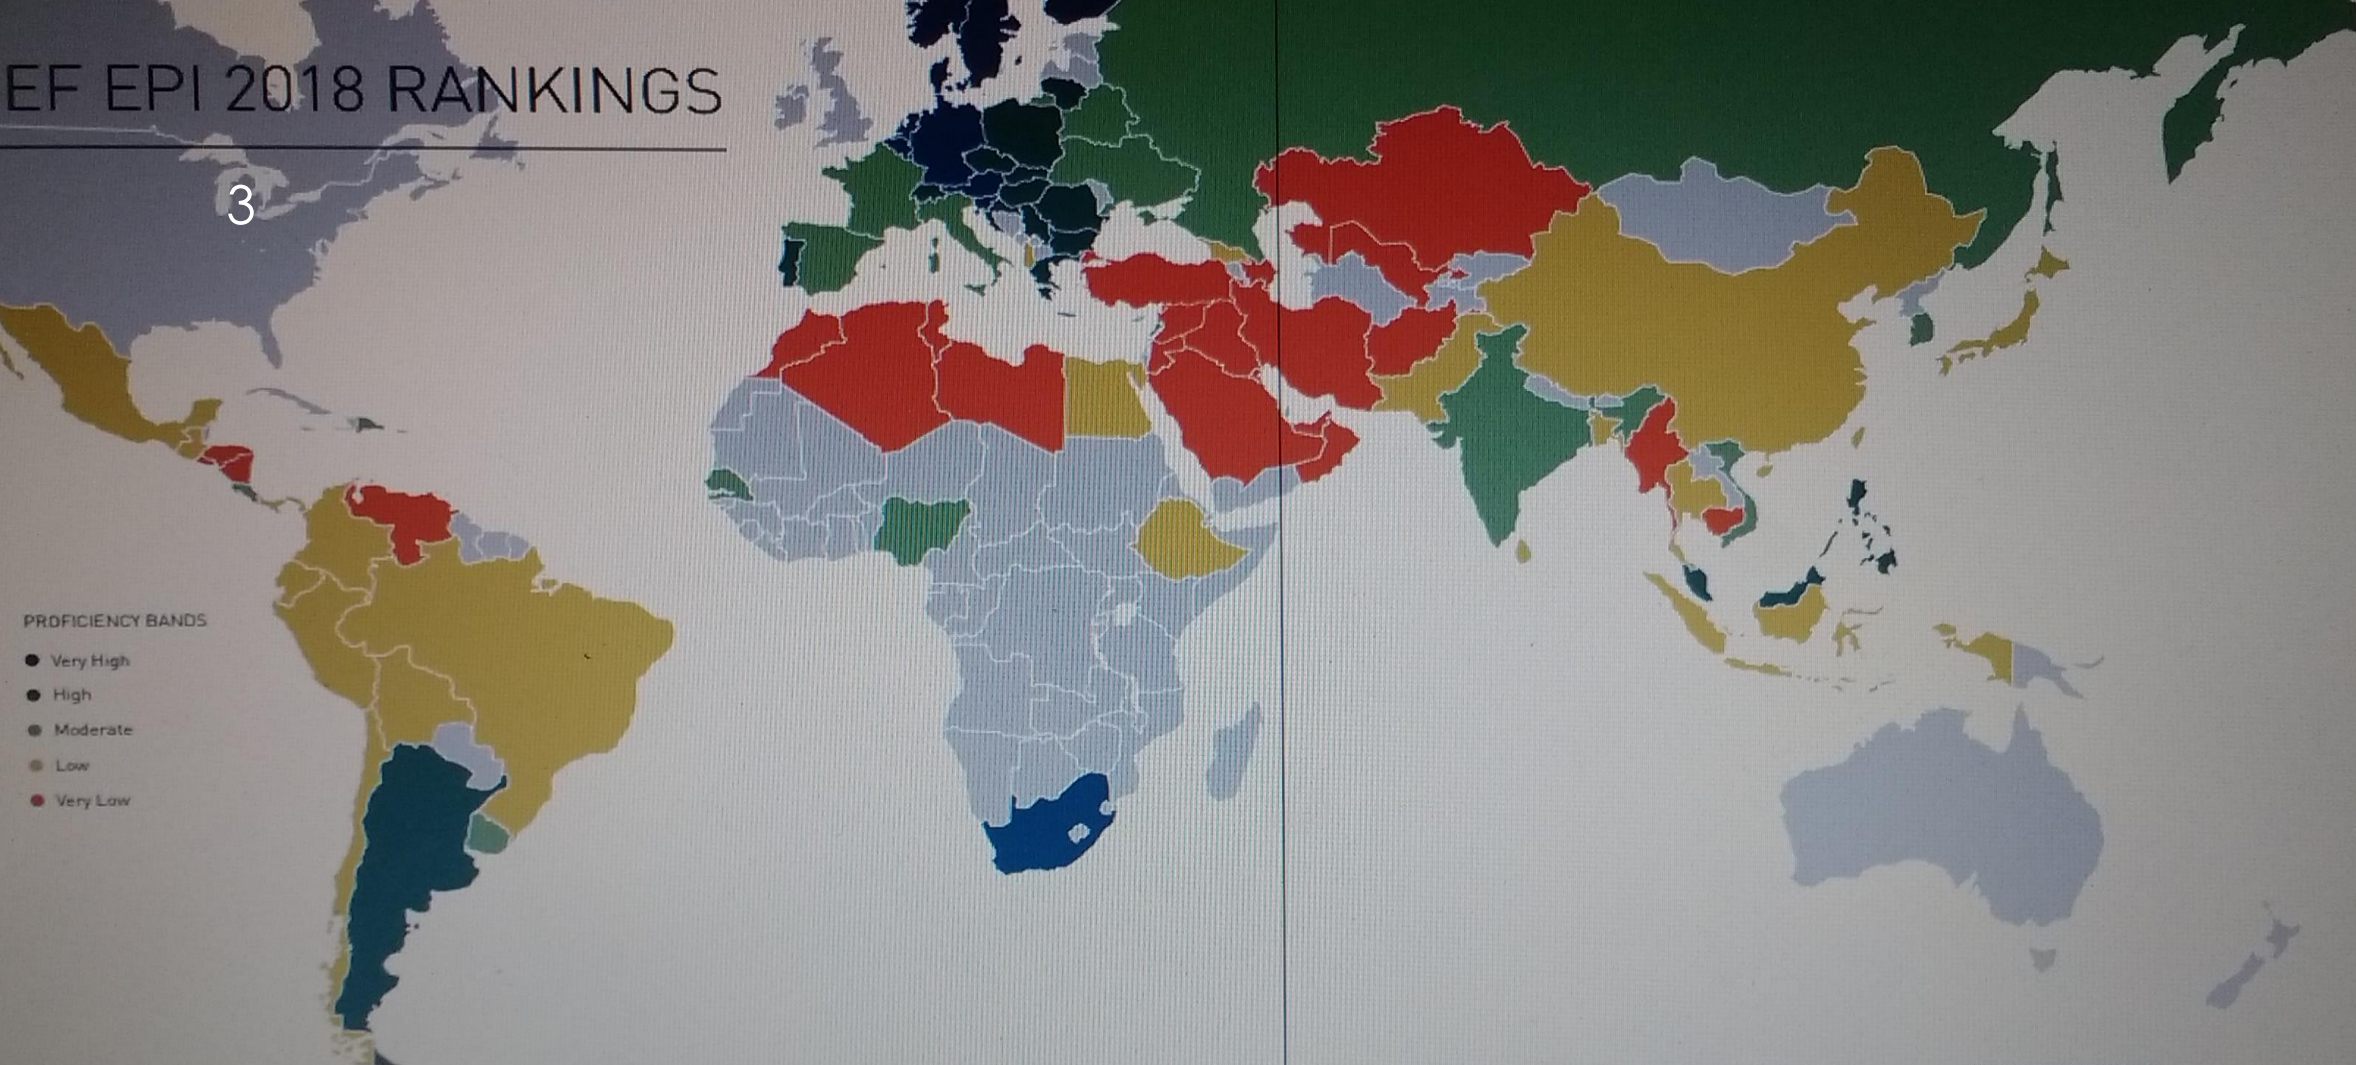 EF EPI 2018 RANKINGS
3
PROFICIENCY BANDS
Very High
High
Moderate
Low
Very Low